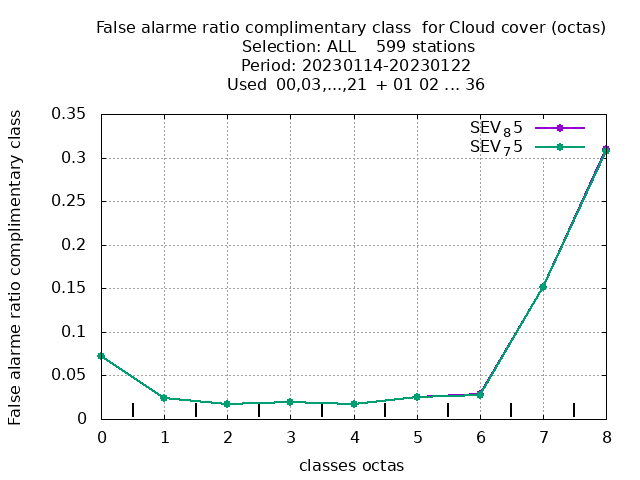 False alarme ratio complimentary class  for Cloud cover (octas)
Selection: ALL    599 stations
Period: 20230114-20230122
Used  00,03,...,21  + 01 02 ... 36
False alarme ratio complimentary class
0.35
0.3
0.25
0.2
0.15
0.1
0.05
0
SEV₈5
SEV₇5
0 1 2 3 4 5 6 7 8
classes octas